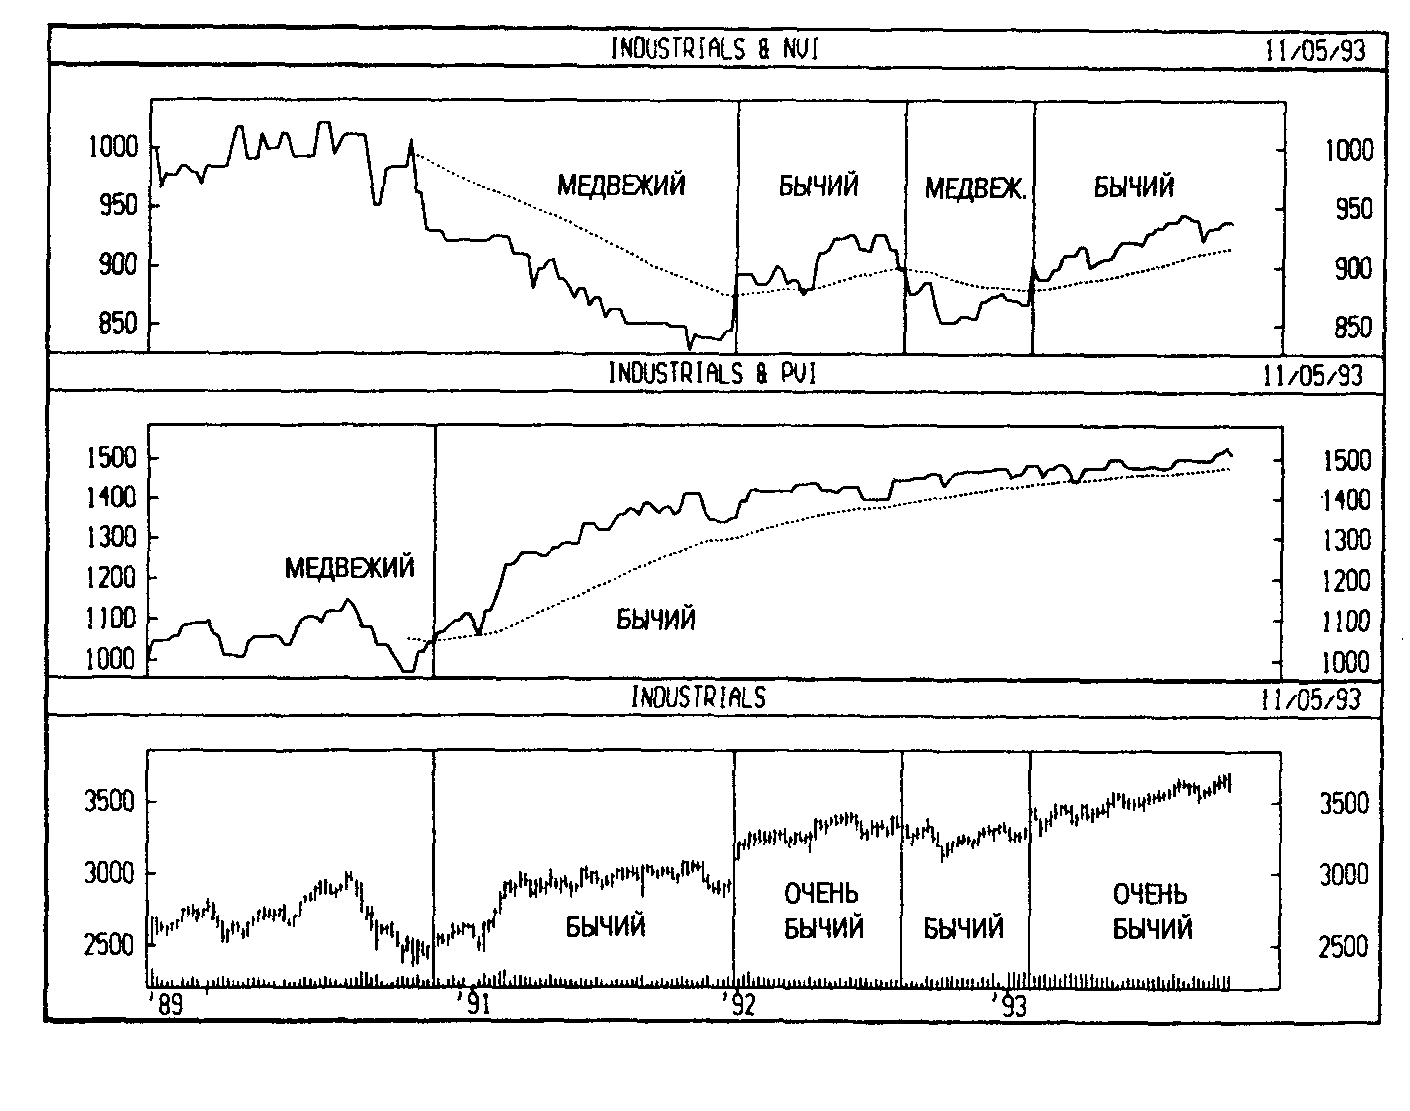 INDUSTRIALS & NVI 11/05/93
1000 1000
950 МЕДВЕЖИЙ БЫЧИЙ МЕДВЕЖ. БЫЧИЙ 950
900 900
850 850
INDUSTRIALS & PVI 11/05/93
1500 1500
1400 1400
1300 1300
МЕДВЕЖИЙ
1200 1200
1100 БЫЧИЙ 1100
1000 1000
INDUSTRIALS 11/05/93
3500 3500
3000 3000
ОЧЕНЬ ОЧЕНЬ
БЫЧИЙ БЫЧИЙ БЫЧИЙ БЫЧИЙ
2500 2500
'89 '91 '92 '93